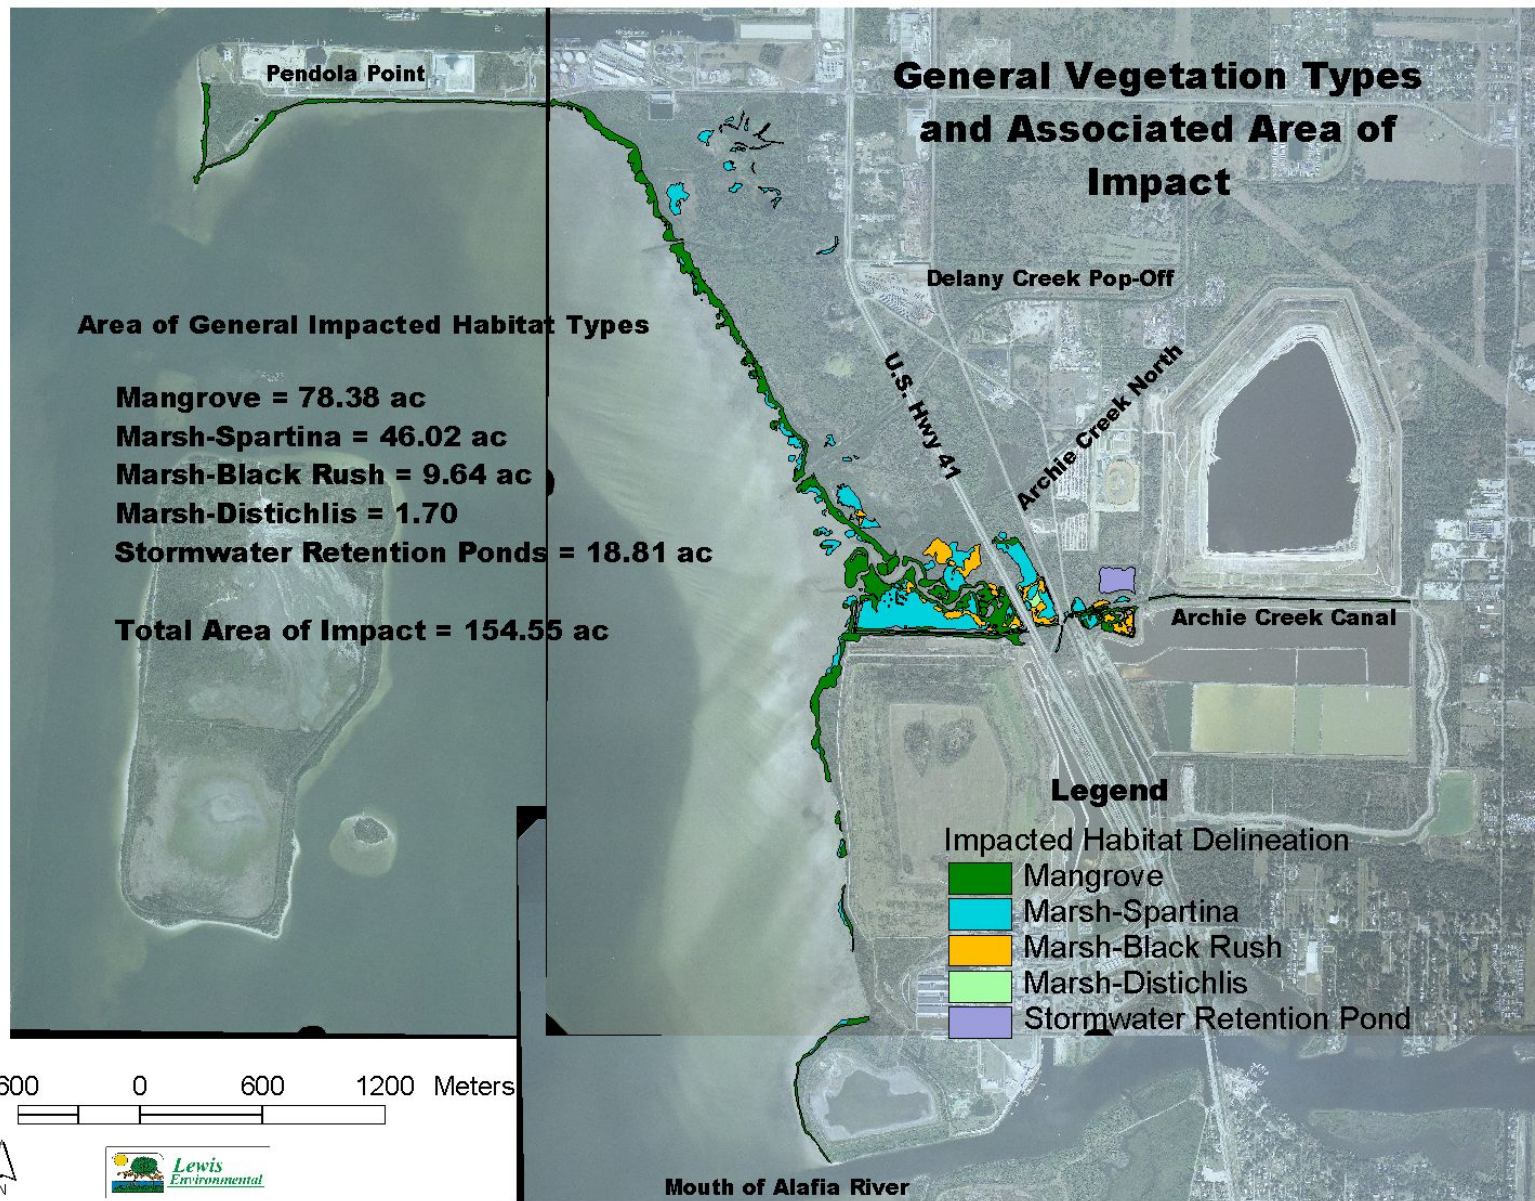 Pendola Point
General Vegetation Types
and Associated Area of
Impact
Delany Creek Pop-Off
Area of General Impacted Habitat Types
Mangrove = 78.38 ac
Marsh-Spartina = 46.02 ac
Marsh-Black Rush = 9.64 ac
Marsh-Distichlis = 1.70
Stormwater Retention Ponds = 18.81 ac
Total Area of Impact = 154.55 ac
U.S. Hwy 41
Archie Creek North
Archie Creek Canal
Legend
Impacted Habitat Delineation
Mangrove
Marsh-Spartina
Marsh-Black Rush
Marsh-Distichlis
Stormwater Retention Pond
600 0 600 1200 Meters
N
Lewis
Environmental
Mouth of Alafia River